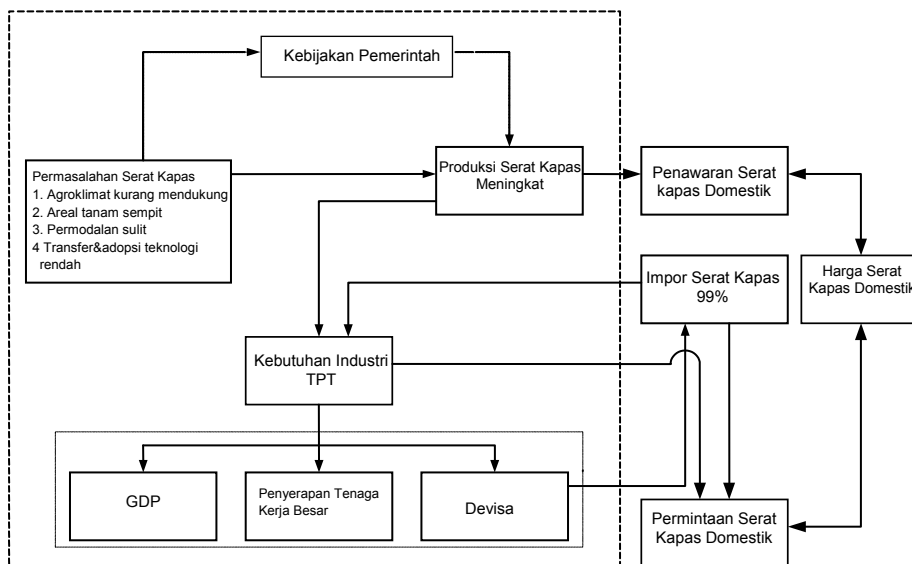 Kebijakan Pemerintah
Permasalahan Serat Kapas
1. Agroklimat kurang mendukung
2. Areal tanam sempit
3. Permodalan sulit
4 Transfer&adopsi teknologi
rendah
Produksi Serat Kapas
Meningkat
Penawaran Serat
kapas Domestik
Impor Serat Kapas
99%
Harga Serat
Kapas Domestik
Kebutuhan Industri
TPT
GDP
Penyerapan Tenaga
Kerja Besar
Devisa
Permintaan Serat
Kapas Domestik